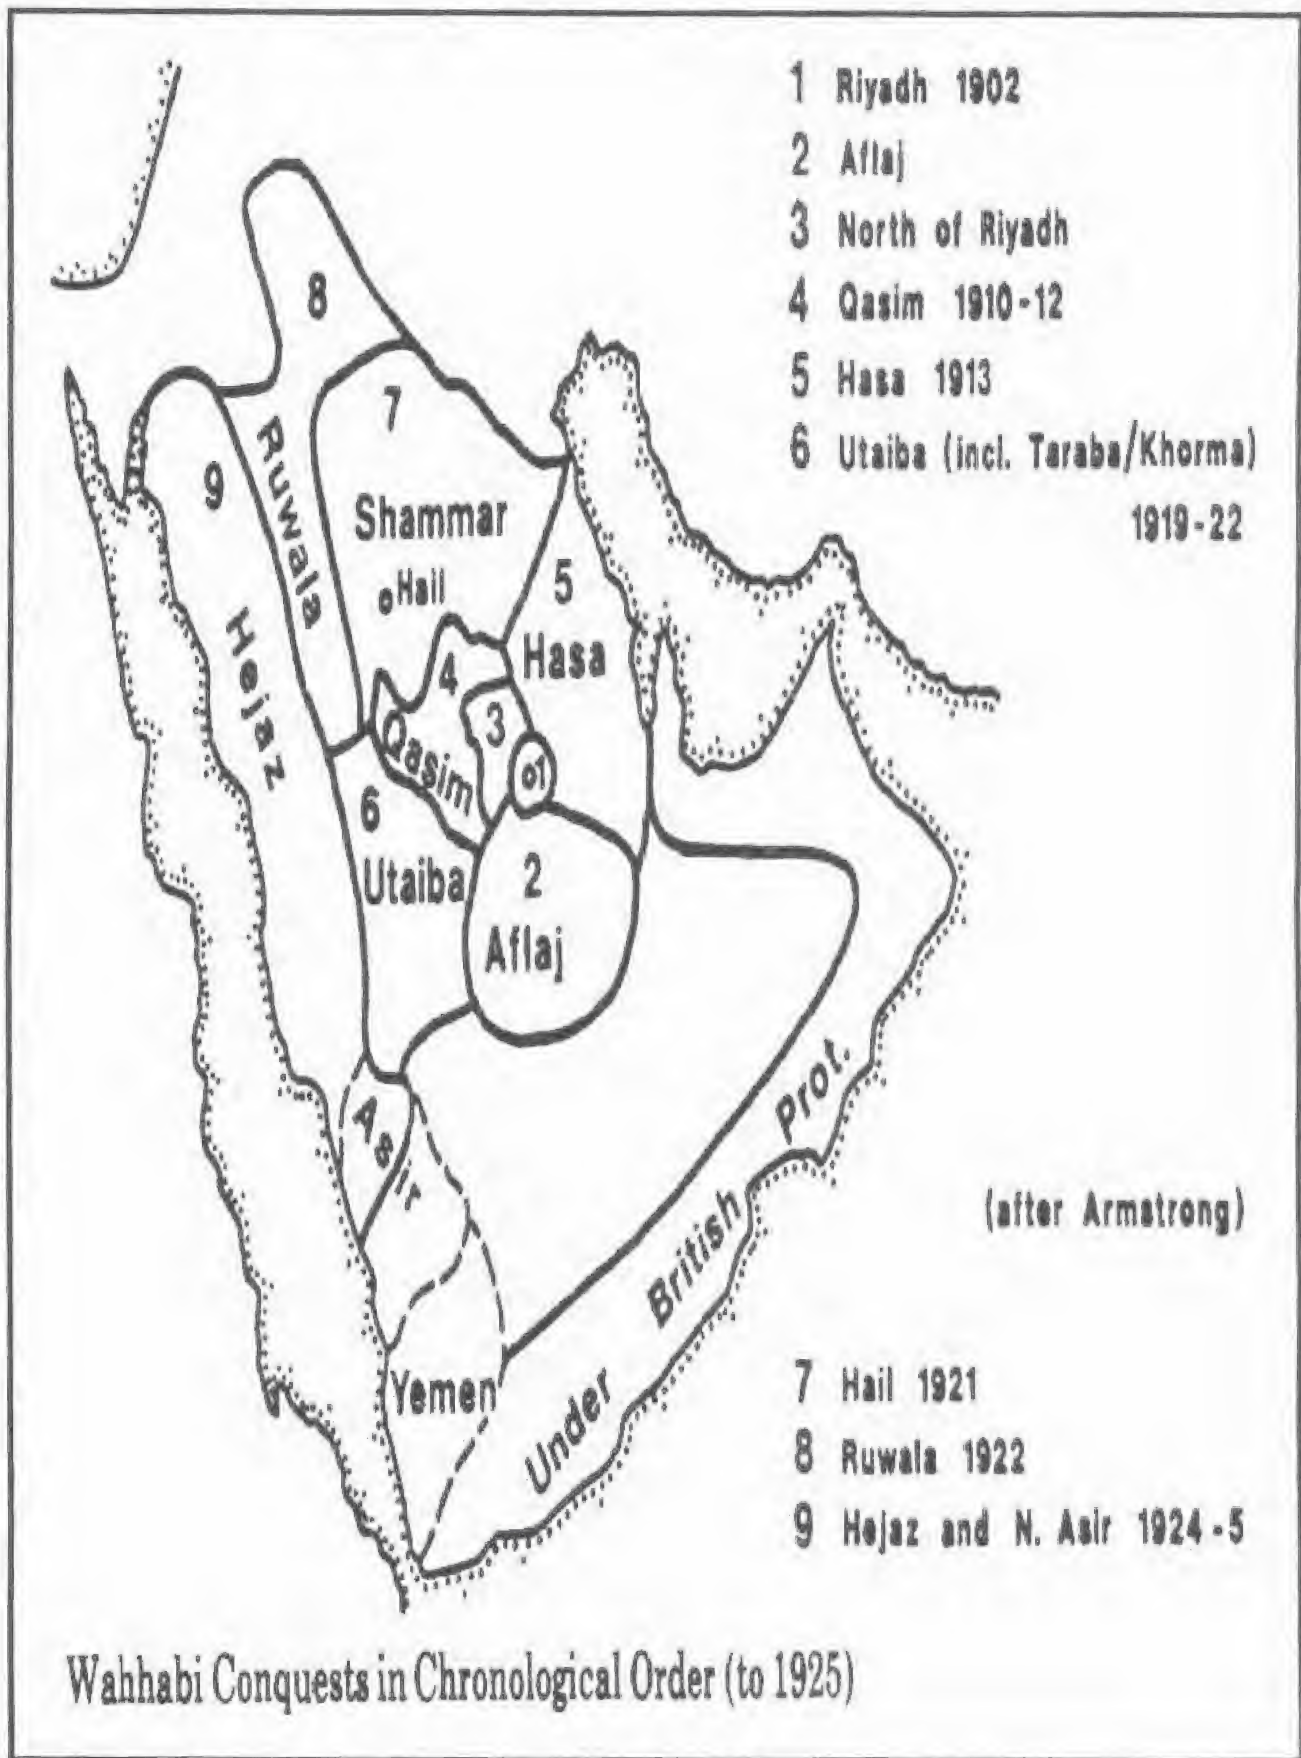 1 Riyadh 1902
2 Aflaj
3 North of Riyadh
4 Qasim 1910-12
5 Hasa 1913
6 Utaiba (incl. Taraba/Khorma)
1919-22
8
7
9
Ruwala
Shammar
Hail
5
Hasa
Hejaz
4
3
Qasim
1
6
Utaiba
2
Aflaj
Asir
Yemen
Under British Prot.
(after Armstrong)
7 Hail 1921
8 Ruwala 1922
9 Hejaz and N. Asir 1924-5
Wahhabi Conquests in Chronological Order (to 1925)